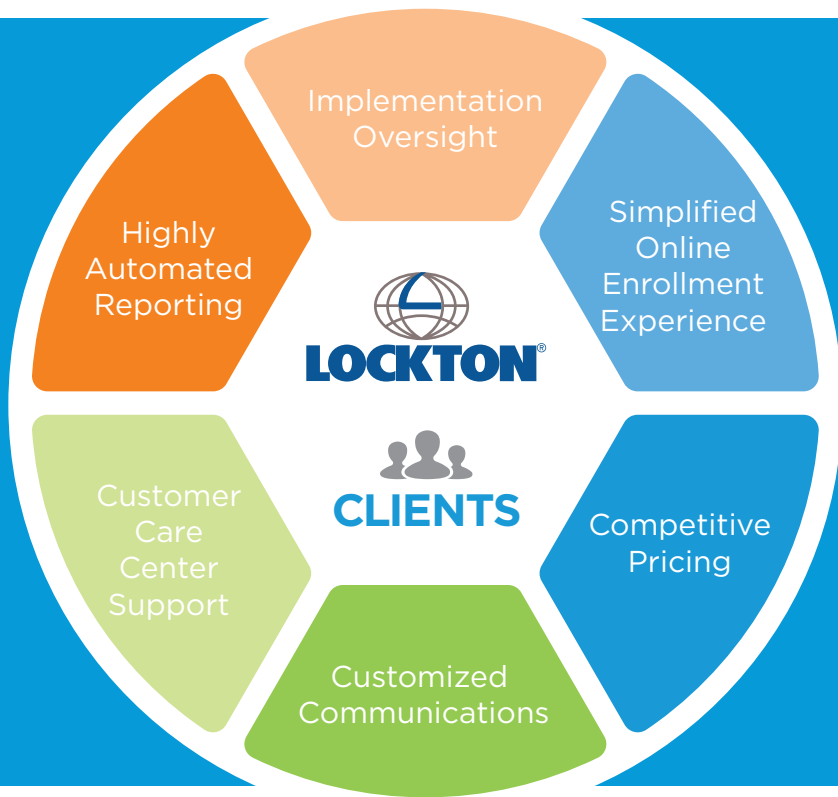 Implementation
Oversight
Simplified
Online
Enrollment
Experience
Highly
Automated
Reporting
LOCKTON®
CLIENTS
Customer
Care
Center
Support
Competitive
Pricing
Customized
Communications